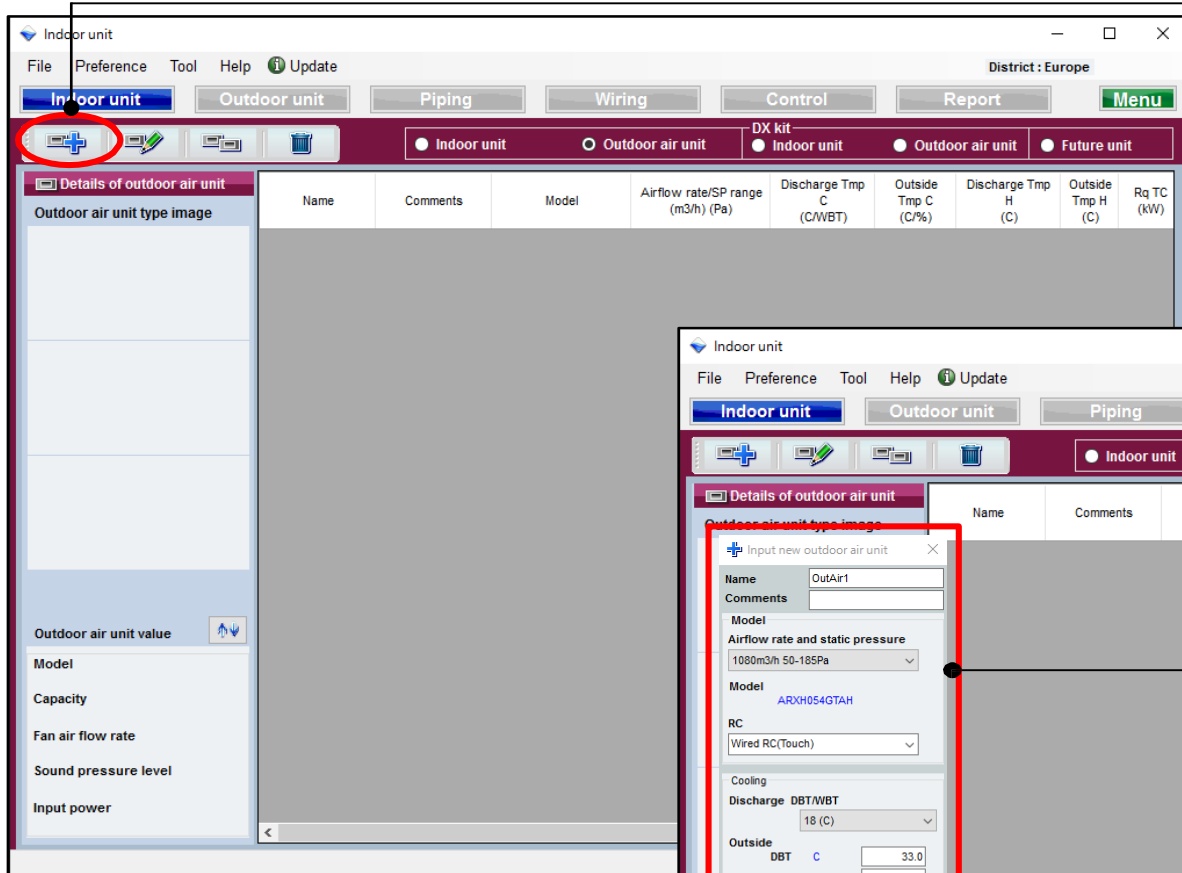 Indoor unit
File Preference Tool Help Update
District : Europe
Indoor unit Outdoor unit Piping Wiring Control Report Menu
DX kit
Indoor unit Outdoor air unit Indoor unit Outdoor air unit Future unit
Details of outdoor air unit
Outdoor air unit type image
Name Comments Model Airflow rate/SP range (m3/h) (Pa) Discharge Tmp C (C/WBT) Outside Tmp C (C/%) Discharge Tmp H (C) Outside Tmp H (C) Rq TC (kW)
Outdoor air unit value
Model
Capacity
Fan air flow rate
Sound pressure level
Input power
Indoor unit
File Preference Tool Help Update
Indoor unit Outdoor unit Piping
Indoor unit
Details of outdoor air unit
Outdoor air unit type image
Name Comments
Input new outdoor air unit
Name OutAir1
Comments
Model
Airflow rate and static pressure
1080m3/h 50-185Pa
Model
ARXH054GTAH
RC
Wired RC(Touch)
Cooling
Discharge DBT/WBT
18 (C)
Outside
DBT C 33.0